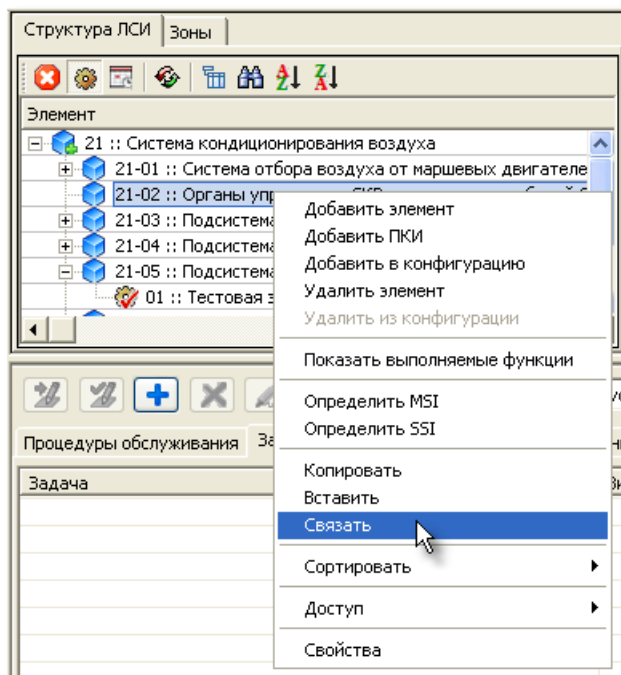 Структура ЛСИ Зоны
Элемент
21 :: Система кондиционирования воздуха
21-01 :: Система отбора воздуха от маршевых двигателе
21-02 :: Органы упр
21-03 :: Подсистема
21-04 :: Подсистема
21-05 :: Подсистема
01 :: Тестовая з
Добавить элемент
Добавить ПКИ
Добавить в конфигурацию
Удалить элемент
Удалить из конфигурации
Показать выполняемые функции
Определить MSI
Определить SSI
Копировать
Вставить
Связать
Сортировать
Доступ
Свойства
Процедуры обслуживания За
Задача